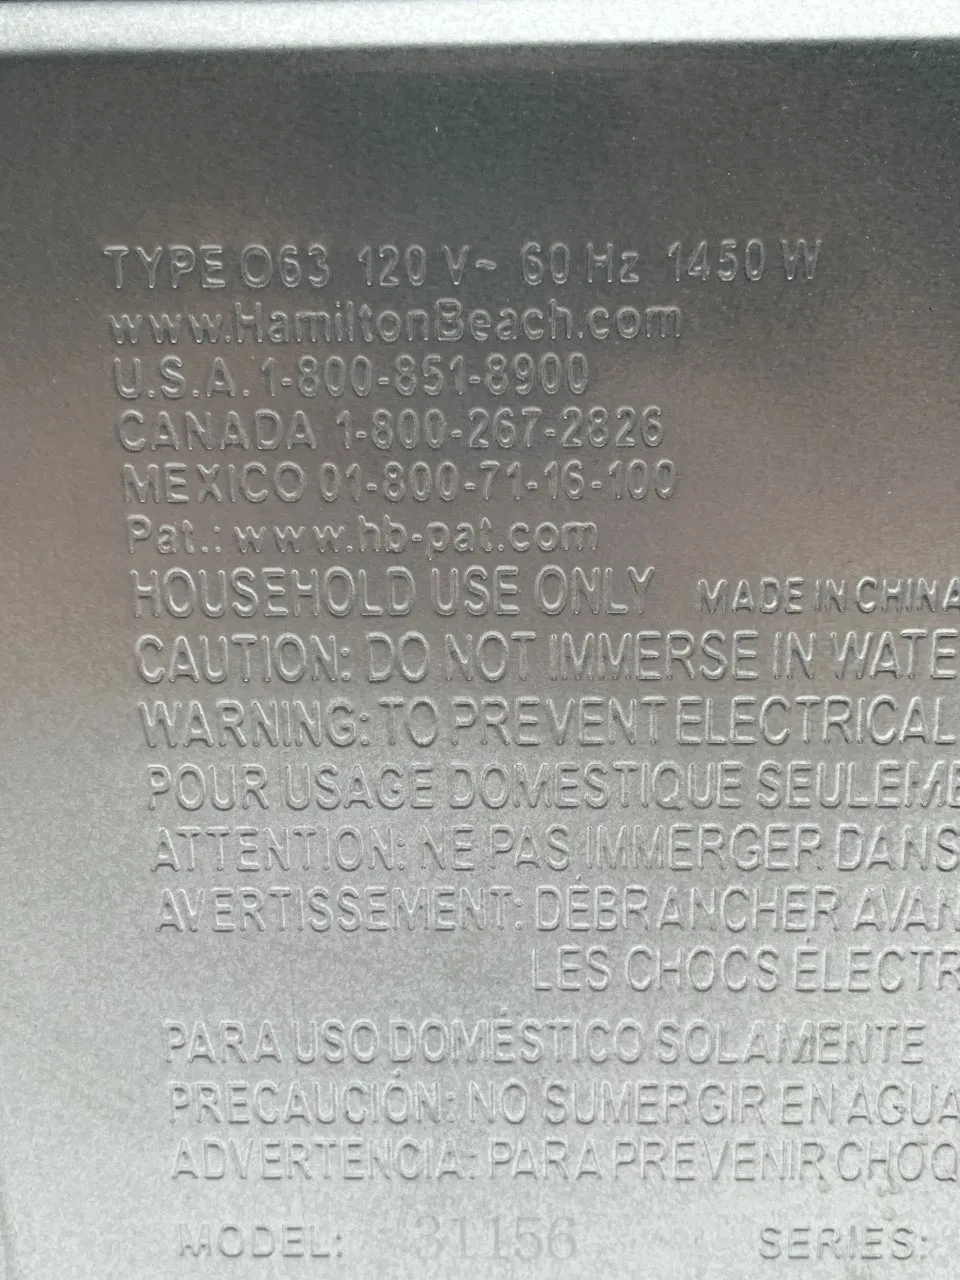 TYPE O63 120 V~ 60 Hz 1450 W
www.HamiltonBeach.com
U.S.A. 1-800-851-8900
CANADA 1-800-267-2826
MEXICO 01-800-71-16-100
Pat.: www.hb-pat.com
HOUSEHOLD USE ONLY MADE IN CHINA
CAUTION: DO NOT IMMERSE IN WATE
WARNING: TO PREVENT ELECTRICAL
POUR USAGE DOMESTIQUE SEULEME
ATTENTION: NE PAS IMMERGER DANS
AVERTISSEMENT: DÉBRANCHER AVAN
LES CHOCS ÉLECTR
PARA USO DOMÉSTICO SOLAMENTE
PRECAUCIÓN: NO SUMERGIR EN AGUA
ADVERTENCIA: PARA PREVENIR CHOQ
MODEL: 31156 SERIES: